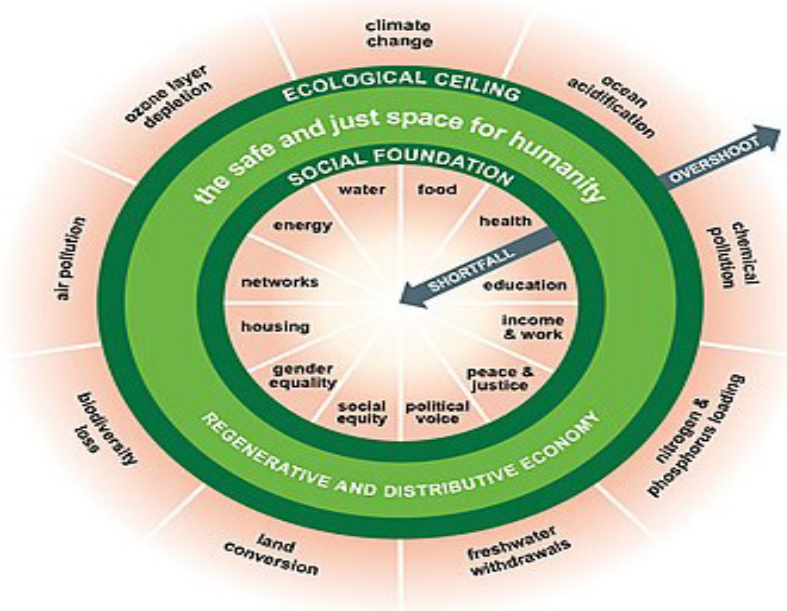 climate
change
ozone layer
depletion
ocean
acidification
ECOLOGICAL CEILING
the safe and just space for humanity
OVERSHOOT
SOCIAL FOUNDATION
water
food
energy
health
SHORTFALL
air pollution
chemical
pollution
networks
education
housing
income
& work
gender
equality
peace &
justice
social
equity
political
voice
biodiversity
loss
nitrogen &
phosphorus loading
REGENERATIVE AND DISTRIBUTIVE ECONOMY
land
conversion
freshwater
withdrawals